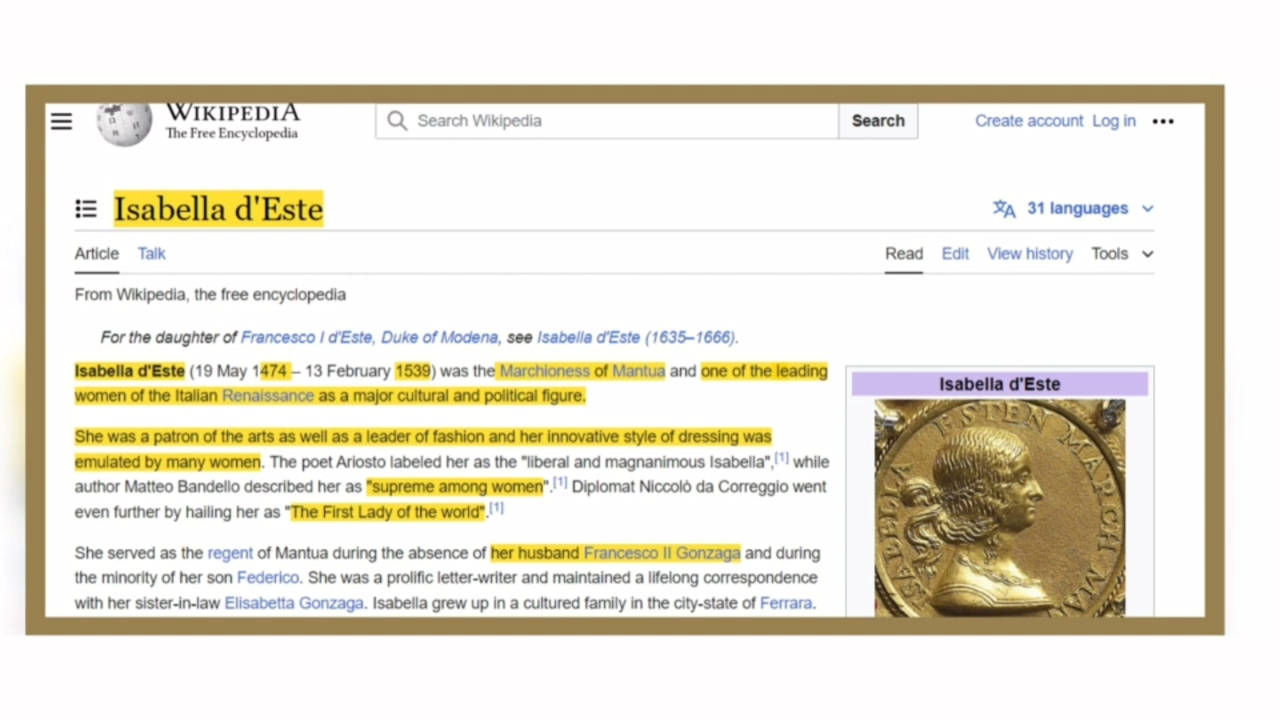 WIKIPEDIA
The Free Encyclopedia
Search Wikipedia
Search
Create account Log in
Isabella d'Este
31 languages
Article Talk
Read Edit View history Tools
From Wikipedia, the free encyclopedia
For the daughter of Francesco I d'Este, Duke of Modena, see Isabella d'Este (1635–1666).
Isabella d'Este (19 May 1474 – 13 February 1539) was the Marchioness of Mantua and one of the leading
women of the Italian Renaissance as a major cultural and political figure.
She was a patron of the arts as well as a leader of fashion and her innovative style of dressing was
emulated by many women. The poet Ariosto labeled her as the "liberal and magnanimous Isabella",[1] while
author Matteo Bandello described her as "supreme among women".[1] Diplomat Niccolò da Correggio went
even further by hailing her as "The First Lady of the world".[1]
She served as the regent of Mantua during the absence of her husband Francesco II Gonzaga and during
the minority of her son Federico. She was a prolific letter-writer and maintained a lifelong correspondence
with her sister-in-law Elisabetta Gonzaga. Isabella grew up in a cultured family in the city-state of Ferrara.
Isabella d'Este
ISABELLA ESTEN MARCH MA